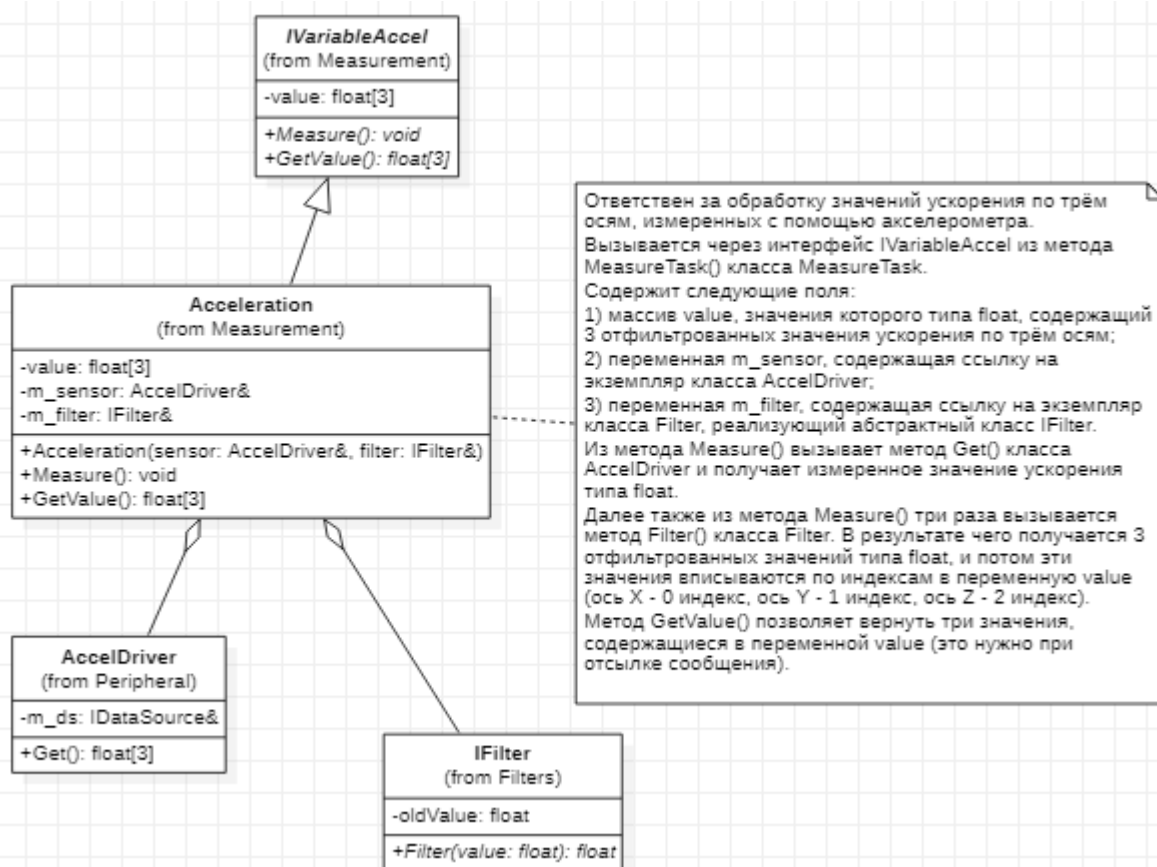 IVariableAccel
(from Measurement)
-value: float[3]
+Measure(): void
+GetValue(): float[3]
Ответствен за обработку значений ускорения по трём
осям, измеренных с помощью акселерометра.
Вызывается через интерфейс IVariableAccel из метода
MeasureTask() класса MeasureTask.
Содержит следующие поля:
1) массив value, значения которого типа float, содержащий
3 отфильтрованных значения ускорения по трём осям;
2) переменная m_sensor, содержащая ссылку на
экземпляр класса AccelDriver;
3) переменная m_filter, содержащая ссылку на экземпляр
класса Filter, реализующий абстрактный класс IFilter.
Из метода Measure() вызывает метод Get() класса
AccelDriver и получает измеренное значение ускорения
типа float.
Далее также из метода Measure() три раза вызывается
метод Filter() класса Filter. В результате чего получается 3
отфильтрованных значений типа float, и потом эти
значения вписываются по индексам в переменную value
(ось X - 0 индекс, ось Y - 1 индекс, ось Z - 2 индекс).
Метод GetValue() позволяет вернуть три значения,
содержащиеся в переменной value (это нужно при
отсылке сообщения).
Acceleration
(from Measurement)
-value: float[3]
-m_sensor: AccelDriver&
-m_filter: IFilter&
+Acceleration(sensor: AccelDriver&, filter: IFilter&)
+Measure(): void
+GetValue(): float[3]
AccelDriver
(from Peripheral)
-m_ds: IDataSource&
+Get(): float[3]
IFilter
(from Filters)
-oldValue: float
+Filter(value: float): float